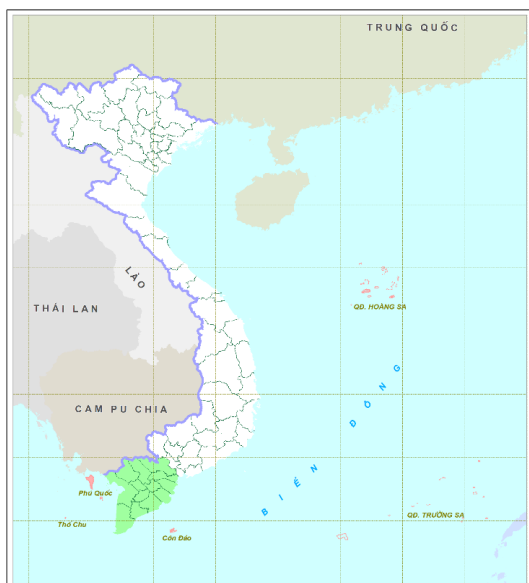 TRUNG QUỐC
LÀO
THÁI LAN
QĐ. HOÀNG SA
CAM PU CHIA
BIỂN ĐÔNG
Phú Quốc
Thổ Chu
Côn Đảo
QĐ. TRƯỜNG SA